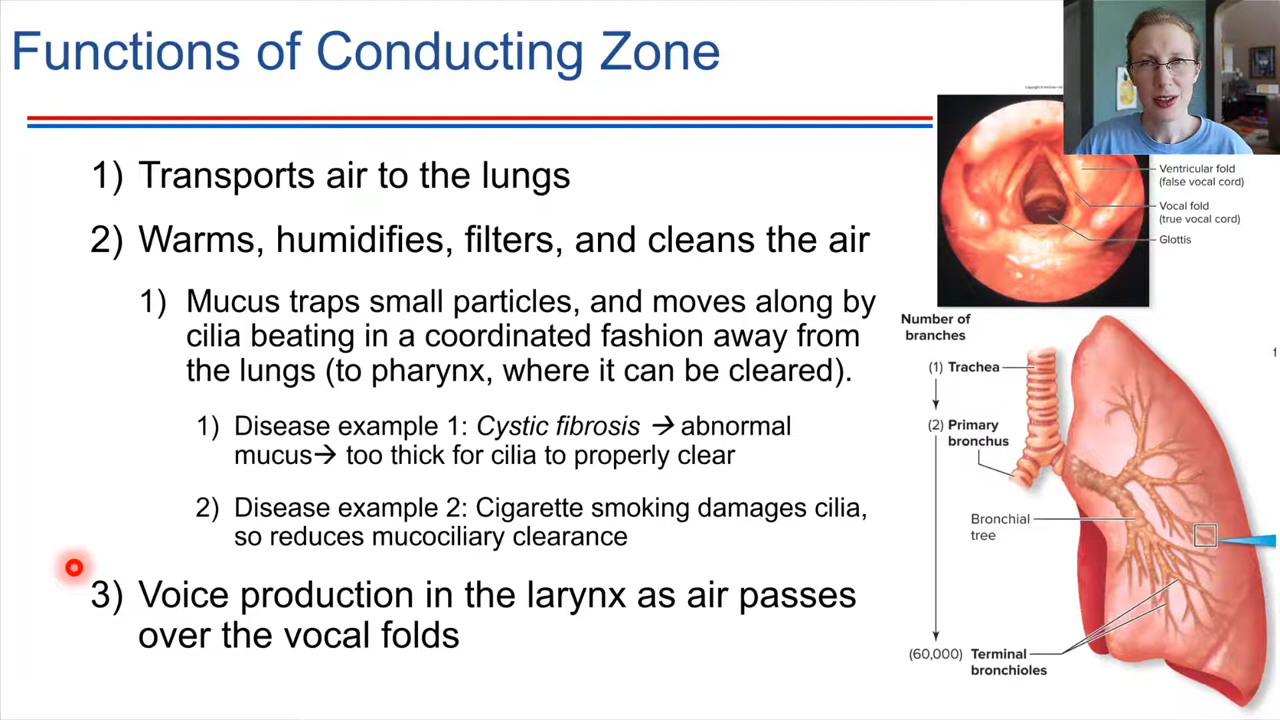 Functions of Conducting Zone
1) Transports air to the lungs
2) Warms, humidifies, filters, and cleans the air
1) Mucus traps small particles, and moves along by
cilia beating in a coordinated fashion away from
the lungs (to pharynx, where it can be cleared).
1) Disease example 1: Cystic fibrosis → abnormal
mucus→ too thick for cilia to properly clear
2) Disease example 2: Cigarette smoking damages cilia,
so reduces mucociliary clearance
3) Voice production in the larynx as air passes
over the vocal folds
Ventricular fold
(false vocal cord)
Vocal fold
(true vocal cord)
Glottis
Number of
branches
(1) Trachea
(2) Primary
bronchus
Bronchial
tree
(60,000) Terminal
bronchioles